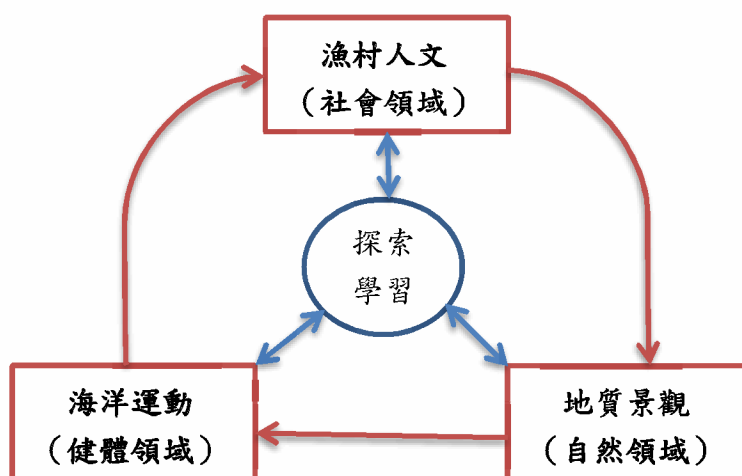 漁村人文
（社會領域）
探索
學習
海洋運動
（健體領域）
地質景觀
（自然領域）